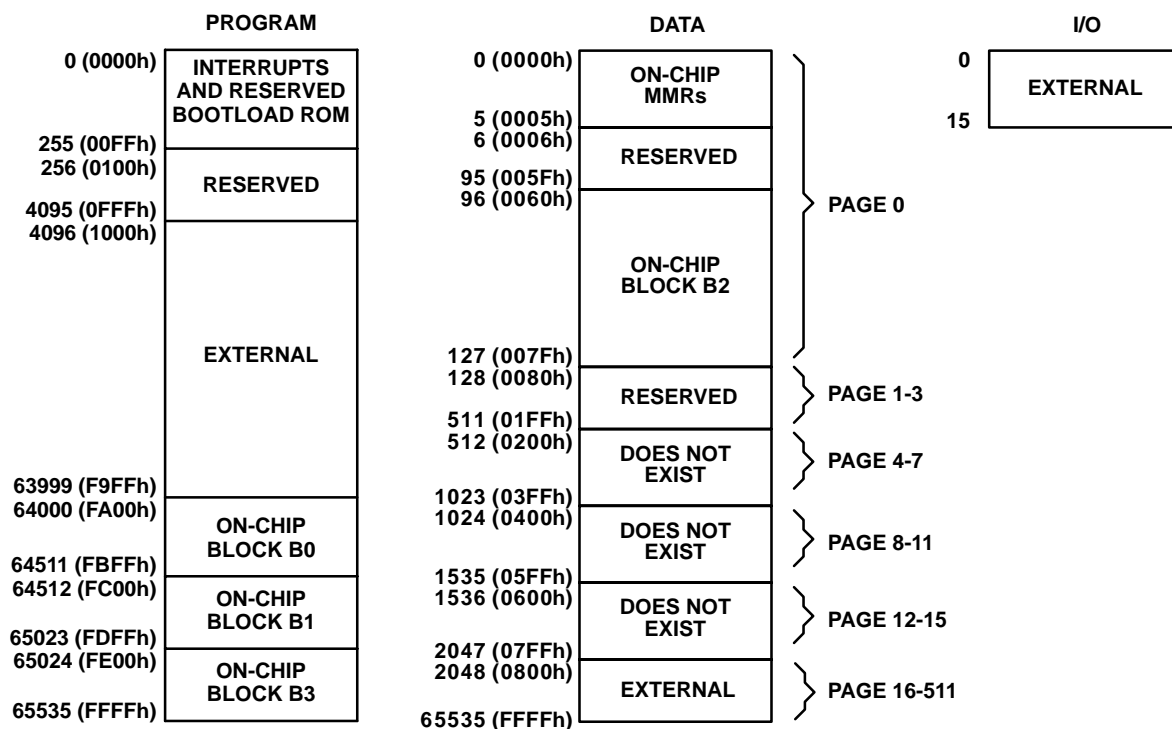 PROGRAM
0 (0000h)
INTERRUPTS
AND RESERVED
BOOTLOAD ROM
255 (00FFh)
256 (0100h)
RESERVED
4095 (0FFFh)
4096 (1000h)
EXTERNAL
63999 (F9FFh)
64000 (FA00h)
ON-CHIP
BLOCK B0
64511 (FBFFh)
64512 (FC00h)
ON-CHIP
BLOCK B1
65023 (FDFFh)
65024 (FE00h)
ON-CHIP
BLOCK B3
65535 (FFFFh)
DATA
0 (0000h)
ON-CHIP
MMRs
5 (0005h)
6 (0006h)
RESERVED
95 (005Fh)
96 (0060h)
ON-CHIP
BLOCK B2
127 (007Fh)
PAGE 0
128 (0080h)
RESERVED
511 (01FFh)
PAGE 1-3
512 (0200h)
DOES NOT
EXIST
1023 (03FFh)
PAGE 4-7
1024 (0400h)
DOES NOT
EXIST
1535 (05FFh)
PAGE 8-11
1536 (0600h)
DOES NOT
EXIST
2047 (07FFh)
PAGE 12-15
2048 (0800h)
EXTERNAL
65535 (FFFFh)
PAGE 16-511
I/O
0
EXTERNAL
15